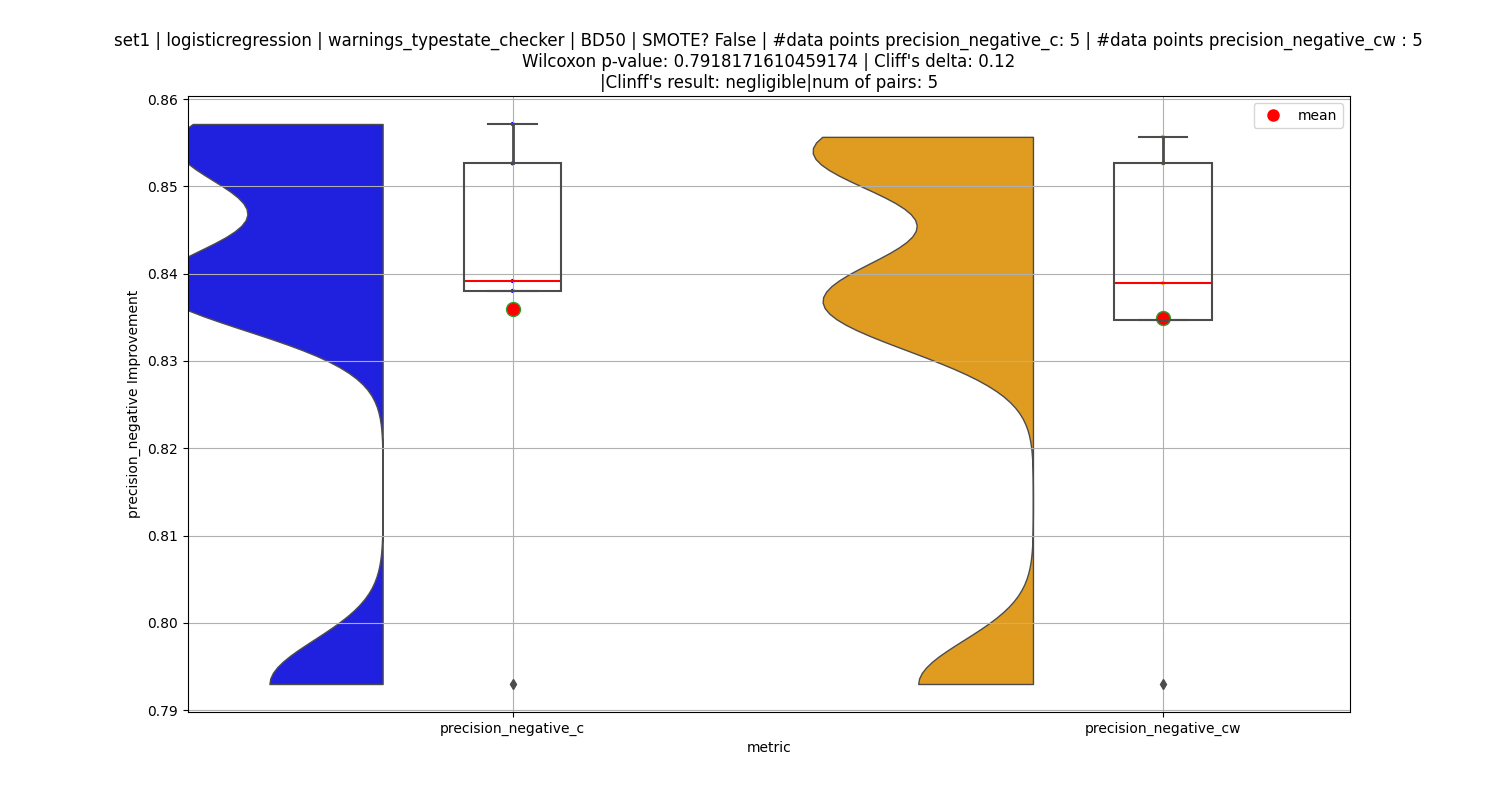 set1 | logisticregression | warnings_typestate_checker | BD50 | SMOTE? False | #data points precision_negative_c: 5 | #data points precision_negative_cw : 5
Wilcoxon p-value: 0.7918171610459174 | Cliff's delta: 0.12
|Clinff's result: negligible|num of pairs: 5
mean
precision_negative Improvement
0.86
0.85
0.84
0.83
0.82
0.81
0.80
0.79
precision_negative_c
precision_negative_cw
metric